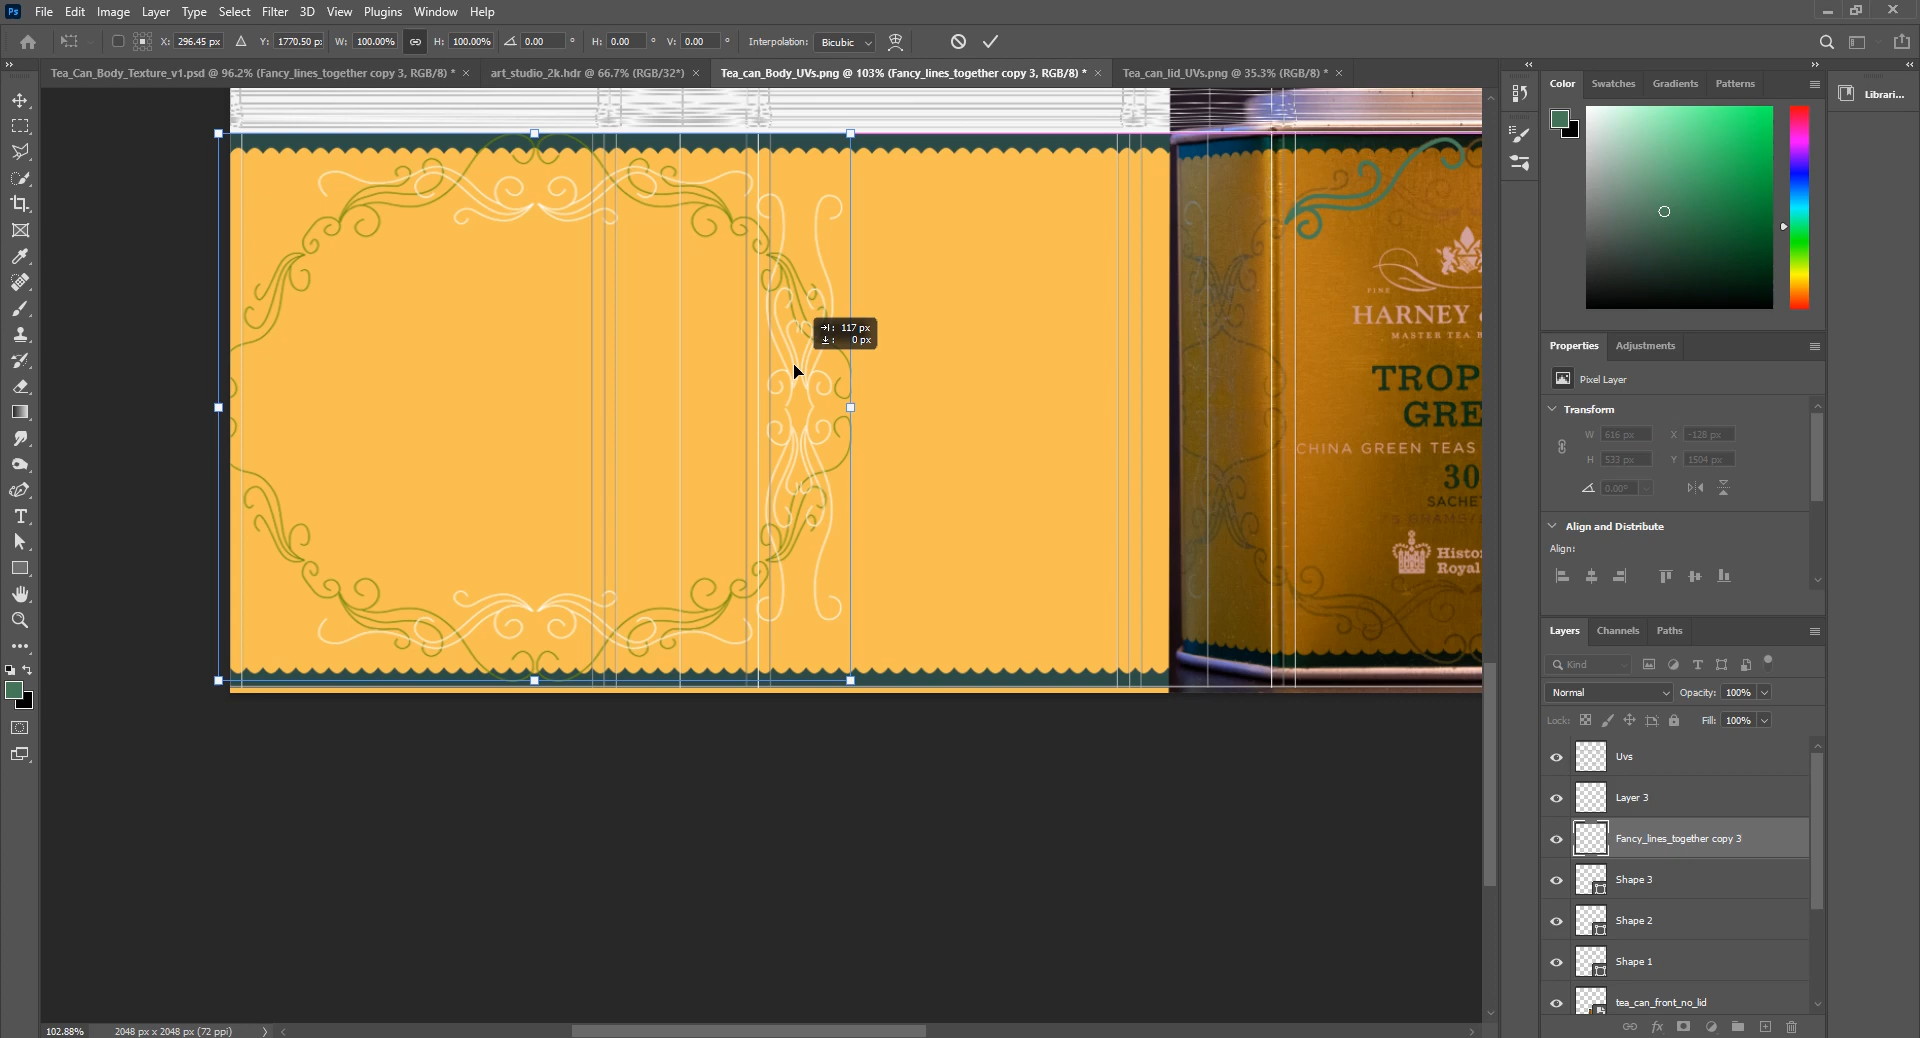 Ps File Edit Image Layer Type Select Filter 3D View Plugins Window Help
X: 296.45 px Y: 1770.50 px W: 100.00% H: 100.00% 0.00 ° H: 0.00 ° V: 0.00 ° Interpolation: Bicubic
Tea_Can_Body_Texture_v1.psd @ 96.2% (Fancy_lines_together copy 3, RGB/8) * ×
art_studio_2k.hdr @ 66.7% (RGB/32*) ×
Tea_can_Body_UVs.png @ 103% (Fancy_lines_together copy 3, RGB/8) * ×
Tea_can_lid_UVs.png @ 35.3% (RGB/8) * ×
117 px
0 px
FINE
HARNEY
MASTER TEA
TROP
GRE
CHINA GREEN TEAS
30
SACHE
Histo
Royal
102.88% 2048 px x 2048 px (72 ppi)
Color Swatches Gradients Patterns
Librari...
Properties Adjustments
Pixel Layer
Transform
W 616 px X -128 px
H 533 px Y 1504 px
0.00°
Align and Distribute
Align:
Layers Channels Paths
Kind
Normal Opacity: 100%
Lock: Fill: 100%
Uvs
Layer 3
Fancy_lines_together copy 3
Shape 3
Shape 2
Shape 1
tea_can_front_no_lid
fx